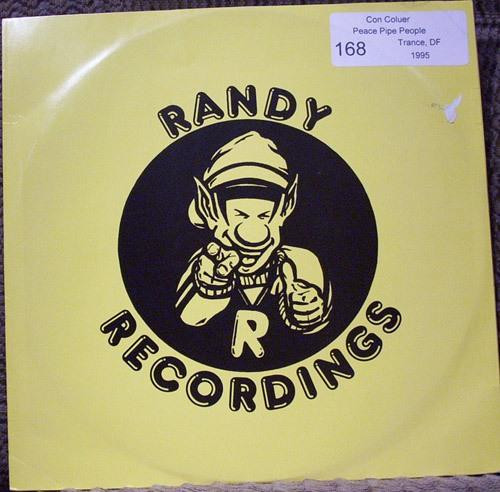 Con Coluer
Peace Pipe People
168 Trance, DF
1995
RANDY
R
RECORDINGS